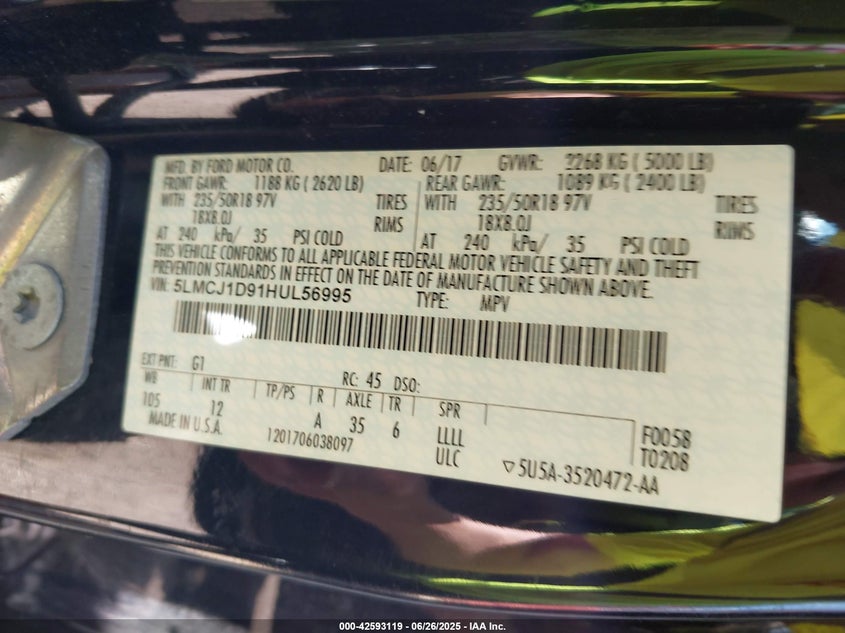 MFD. BY FORD MOTOR CO. DATE: 06/17 GVWR: 2268 KG ( 5000 LB)
FRONT GAWR: 1188 KG ( 2620 LB) REAR GAWR: 1089 KG ( 2400 LB)
WITH 235/50R18 97V TIRES WITH 235/50R18 97V TIRES
18X8.0J RIMS 18X8.0J RIMS
AT 240 kPa/ 35 PSI COLD AT 240 kPa/ 35 PSI COLD
THIS VEHICLE CONFORMS TO ALL APPLICABLE FEDERAL MOTOR VEHICLE SAFETY AND THEFT
PREVENTION STANDARDS IN EFFECT ON THE DATE OF MANUFACTURE SHOWN ABOVE.
VIN: 5LMCJ1D91HUL56995 TYPE: MPV
EXT PNT: G1 RC: 45 DSO:
WB INT TR TP/PS R AXLE TR SPR
105 12 A 35 6 LLLL F0058
MADE IN U.S.A. 1201706038097 ULC ▽5U5A-3520472-AA T0208
000-42593119 - 06/26/2025 - IAA Inc.